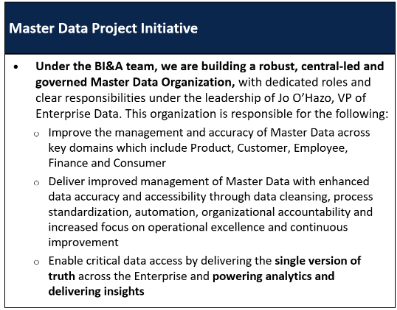 Master Data Project Initiative
• Under the BI&A team, we are building a robust, central-led and
governed Master Data Organization, with dedicated roles and
clear responsibilities under the leadership of Jo O'Hazo, VP of
Enterprise Data. This organization is responsible for the following:
o Improve the management and accuracy of Master Data across
key domains which include Product, Customer, Employee,
Finance and Consumer
o Deliver improved management of Master Data with enhanced
data accuracy and accessibility through data cleansing, process
standardization, automation, organizational accountability and
increased focus on operational excellence and continuous
improvement
o Enable critical data access by delivering the single version of
truth across the Enterprise and powering analytics and
delivering insights